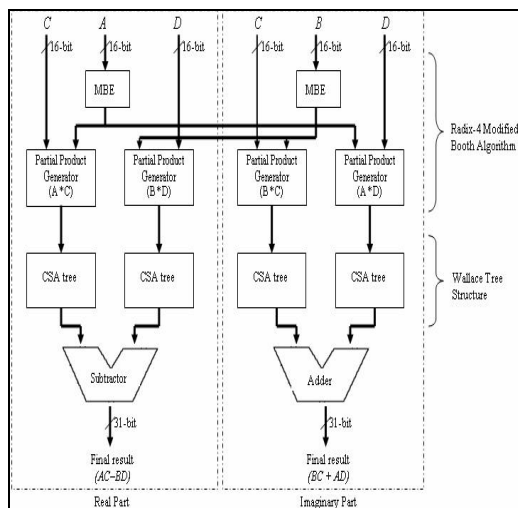 C A D C B D
16-bit 16-bit 16-bit 16-bit 16-bit 16-bit
MBE MBE
Radix-4 Modified
Booth Algorithm
Partial Product
Generator
(A*C)
Partial Product
Generator
(B*D)
Partial Product
Generator
(B*C)
Partial Product
Generator
(A*D)
CSA tree CSA tree CSA tree CSA tree
Wallace Tree
Structure
Subtractor Adder
31-bit 31-bit
Final result
(AC–BD)
Final result
(BC + AD)
Real Part Imaginary Part